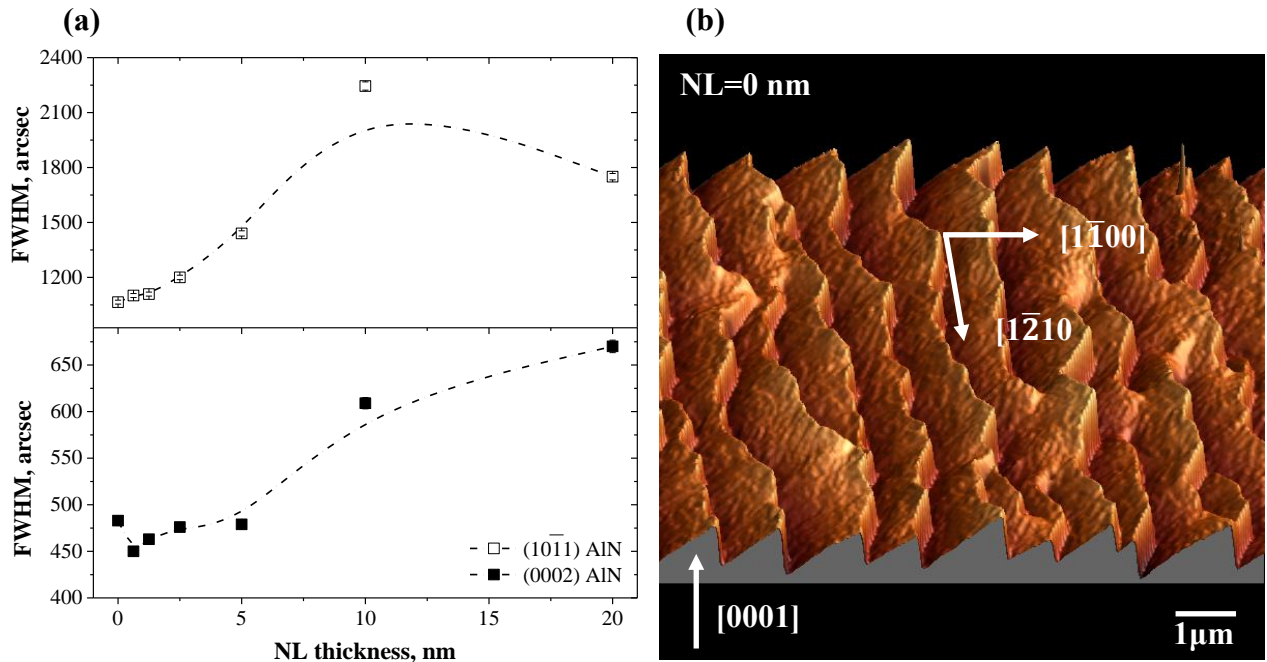 (a)
FWHM, arcsec
2400
2100
1800
1500
1200
FWHM, arcsec
650
600
550
500
450
400
(101̅1) AlN
(0002) AlN
0 5 10 15 20
NL thickness, nm
(b)
NL=0 nm
[11̅00]
[12̅10
[0001]
1μm